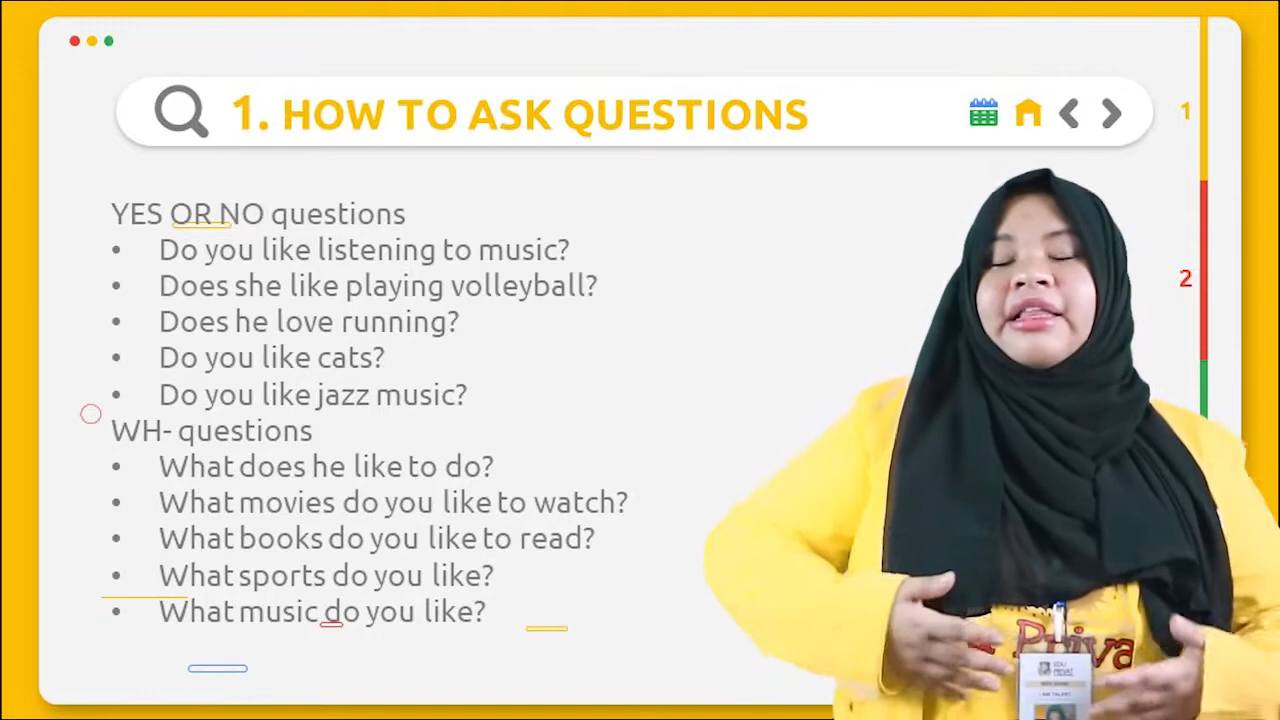 1. HOW TO ASK QUESTIONS
1
2
YES OR NO questions
• Do you like listening to music?
• Does she like playing volleyball?
• Does he love running?
• Do you like cats?
• Do you like jazz music?
WH- questions
• What does he like to do?
• What movies do you like to watch?
• What books do you like to read?
• What sports do you like?
• What music do you like?
Priva
EDU